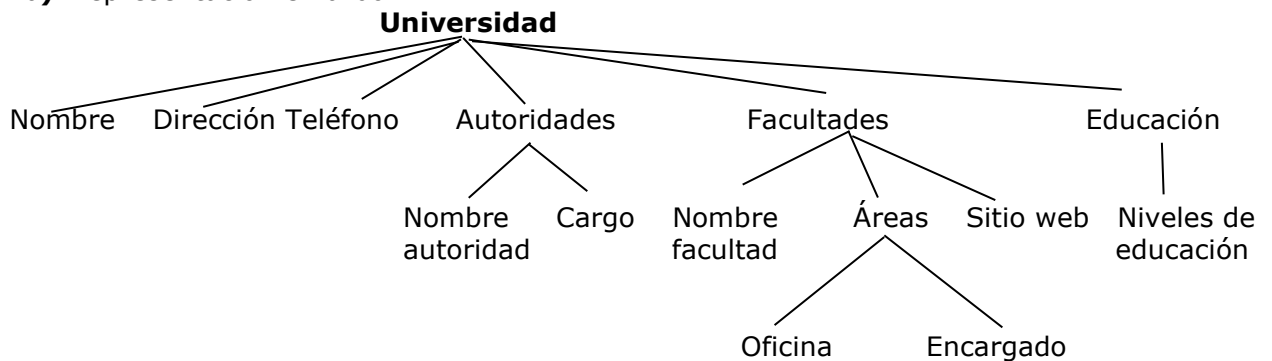 Universidad
Nombre Dirección Teléfono Autoridades Facultades Educación
Nombre autoridad Cargo Nombre facultad Áreas Sitio web Niveles de educación
Oficina Encargado